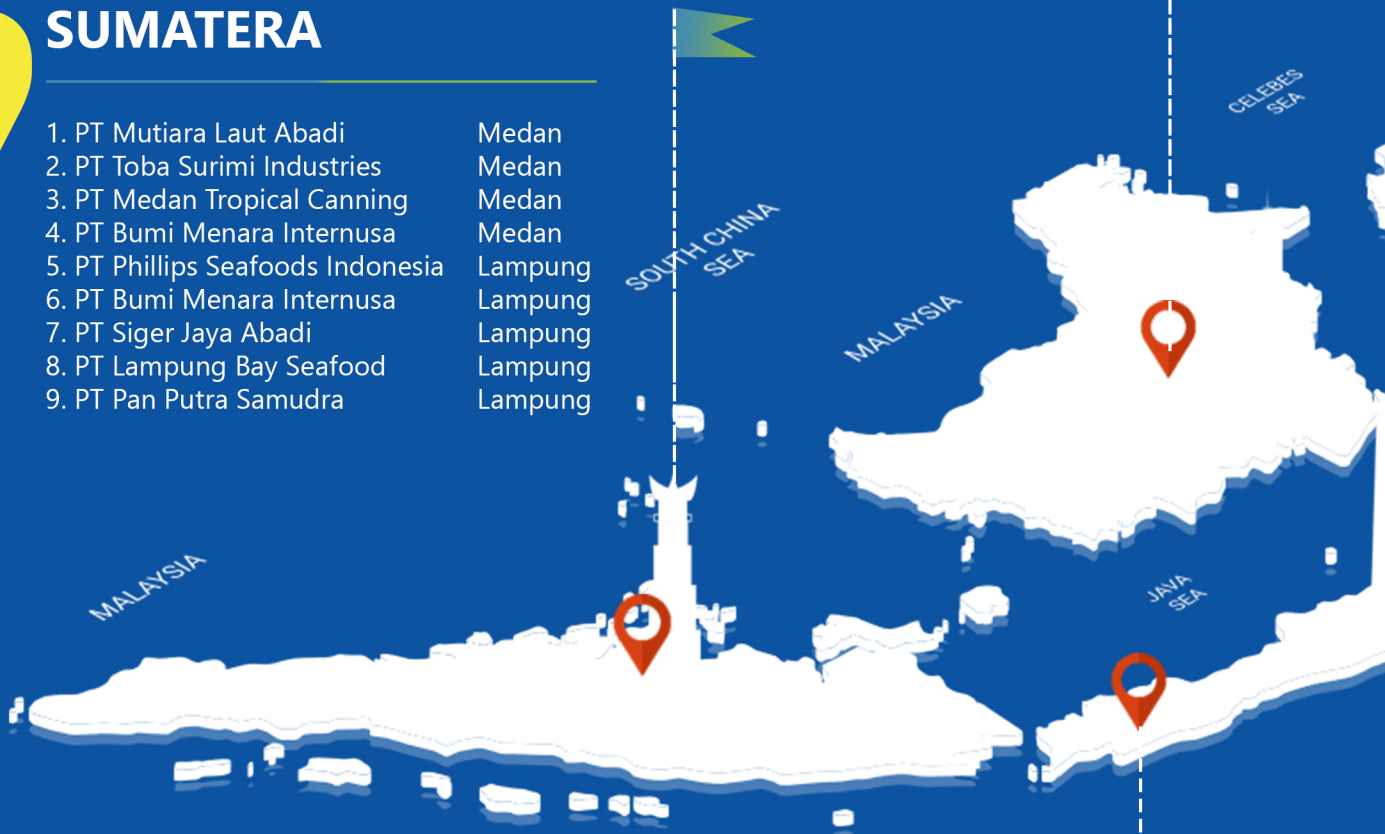 SUMATERA
1. PT Mutiara Laut Abadi Medan
2. PT Toba Surimi Industries Medan
3. PT Medan Tropical Canning Medan
4. PT Bumi Menara Internusa Medan
5. PT Phillips Seafoods Indonesia Lampung
6. PT Bumi Menara Internusa Lampung
7. PT Siger Jaya Abadi Lampung
8. PT Lampung Bay Seafood Lampung
9. PT Pan Putra Samudra Lampung
CELEBES
SEA
SOUTH CHINA
SEA
MALAYSIA
MALAYSIA
JAVA
SEA